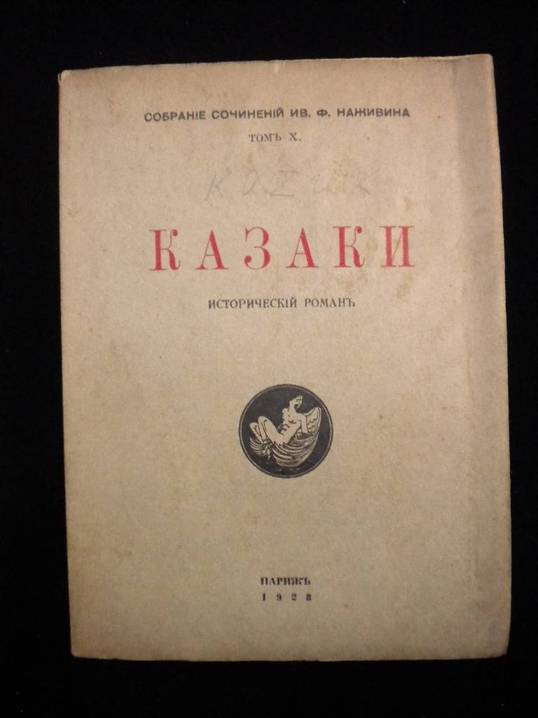 СОБРАНІЕ СОЧИНЕНІЙ ИВ. Ф. НАЖИВИНА
ТОМЪ X.
КАЗАКИ
ИСТОРИЧЕСКІЙ РОМАНЪ
ПАРИЖЪ
1928